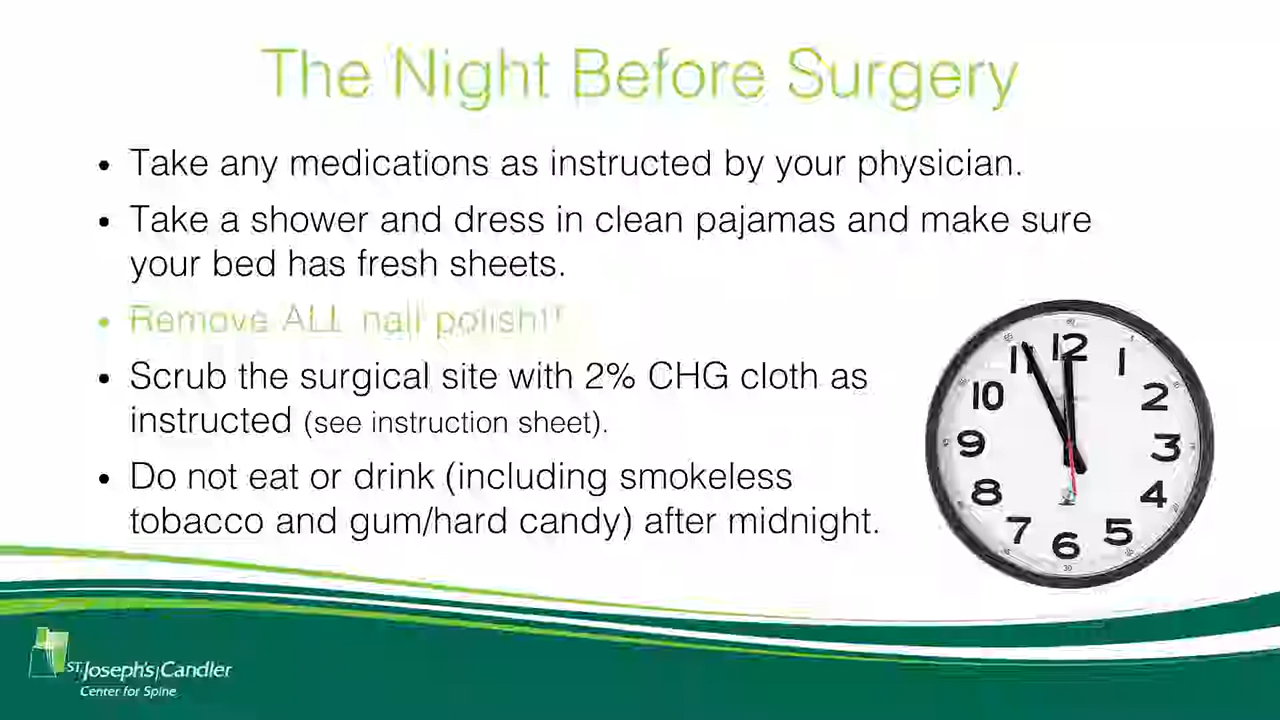 The Night Before Surgery
• Take any medications as instructed by your physician.
• Take a shower and dress in clean pajamas and make sure
your bed has fresh sheets.
• Remove ALL nail polish!!
• Scrub the surgical site with 2% CHG cloth as
instructed (see instruction sheet).
• Do not eat or drink (including smokeless
tobacco and gum/hard candy) after midnight.
12
11
1
10
2
9
3
8
4
7
5
6
ST. Joseph's|Candler
Center for Spine